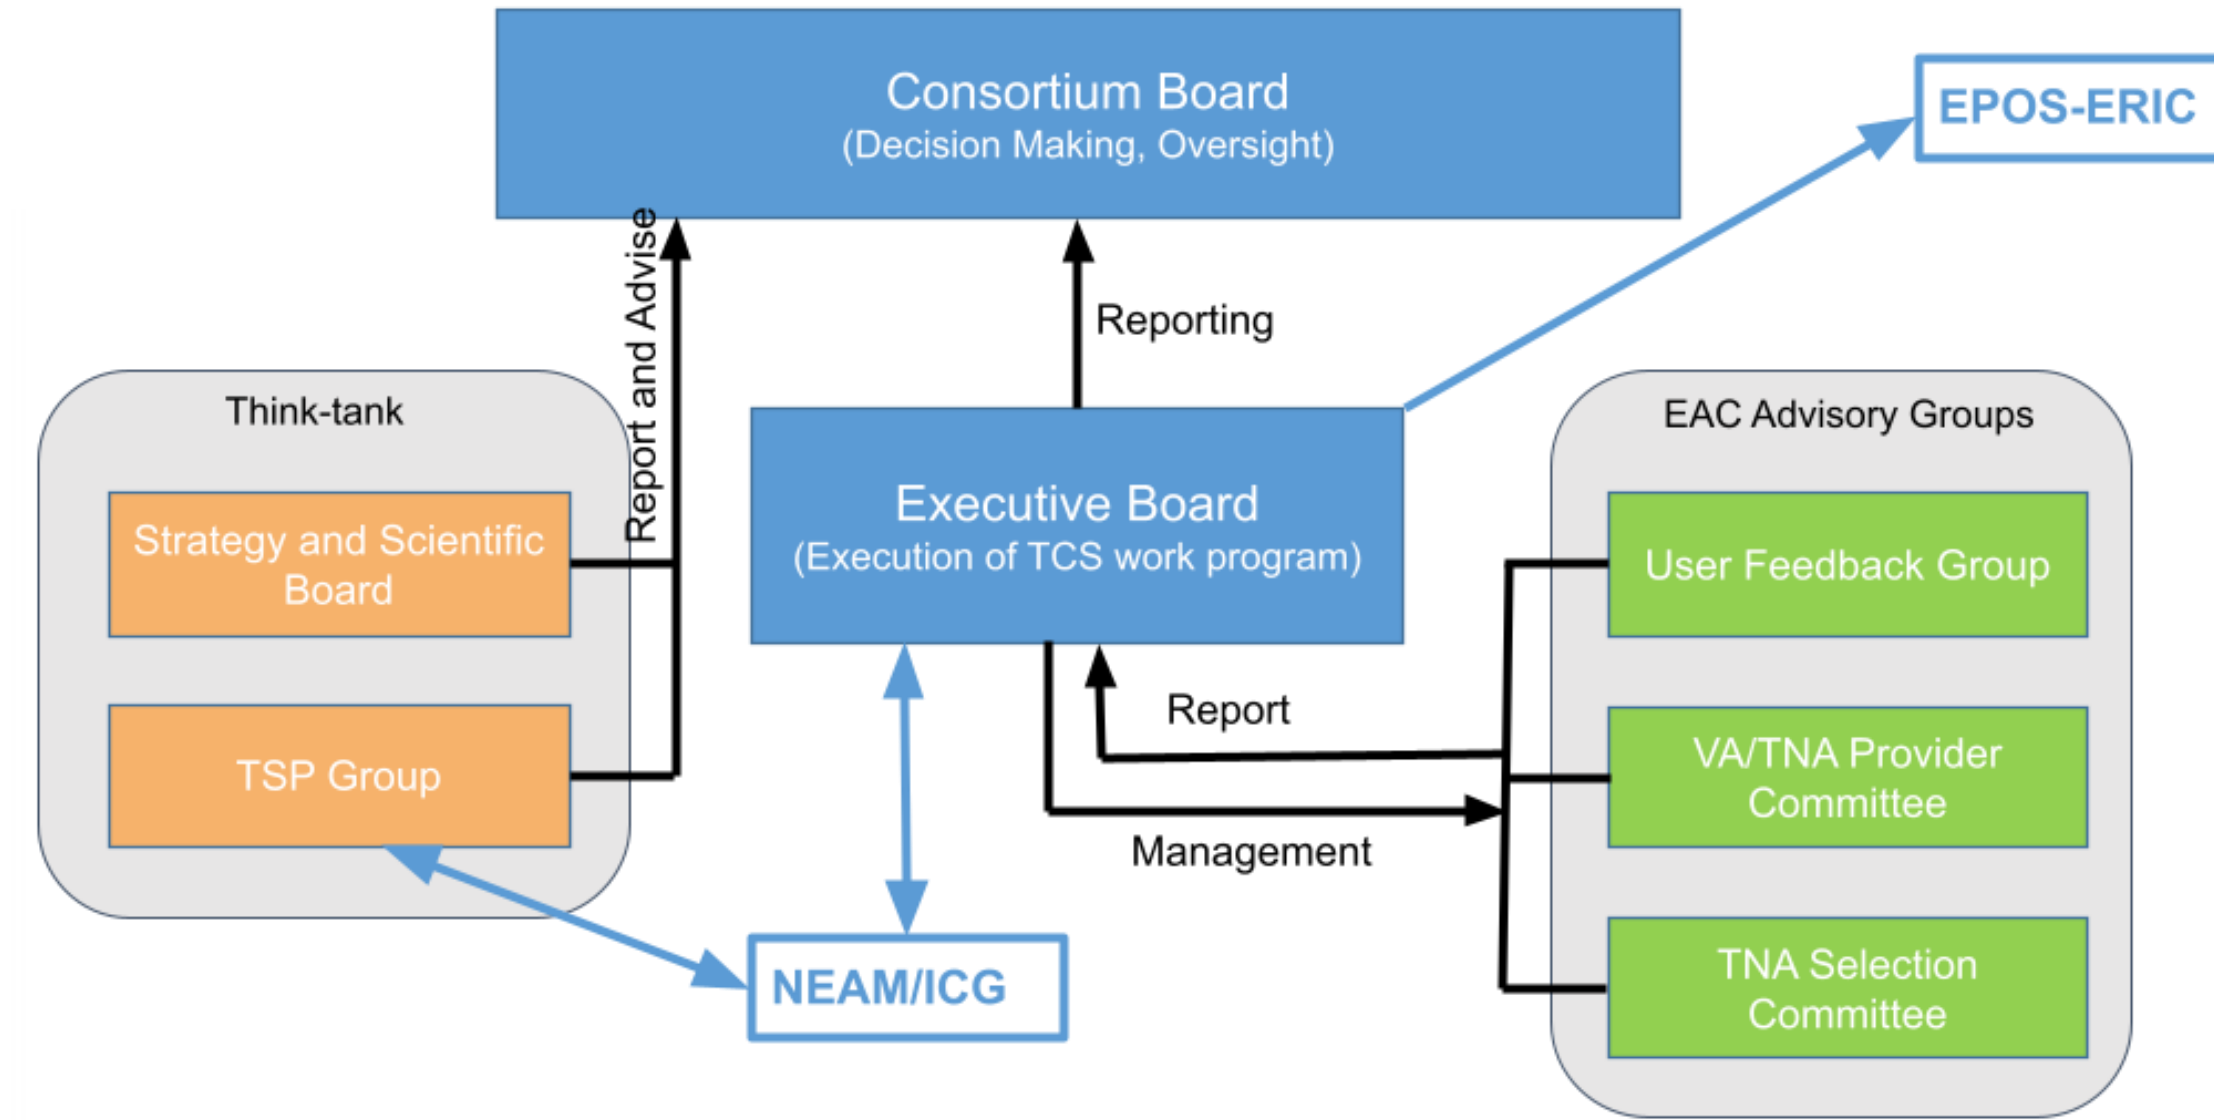 Consortium Board
(Decision Making, Oversight)
EPOS-ERIC
Report and Advise
Reporting
Think-tank
EAC Advisory Groups
Strategy and Scientific
Board
Executive Board
(Execution of TCS work program)
User Feedback Group
Report
TSP Group
VA/TNA Provider
Committee
Management
NEAM/ICG
TNA Selection
Committee